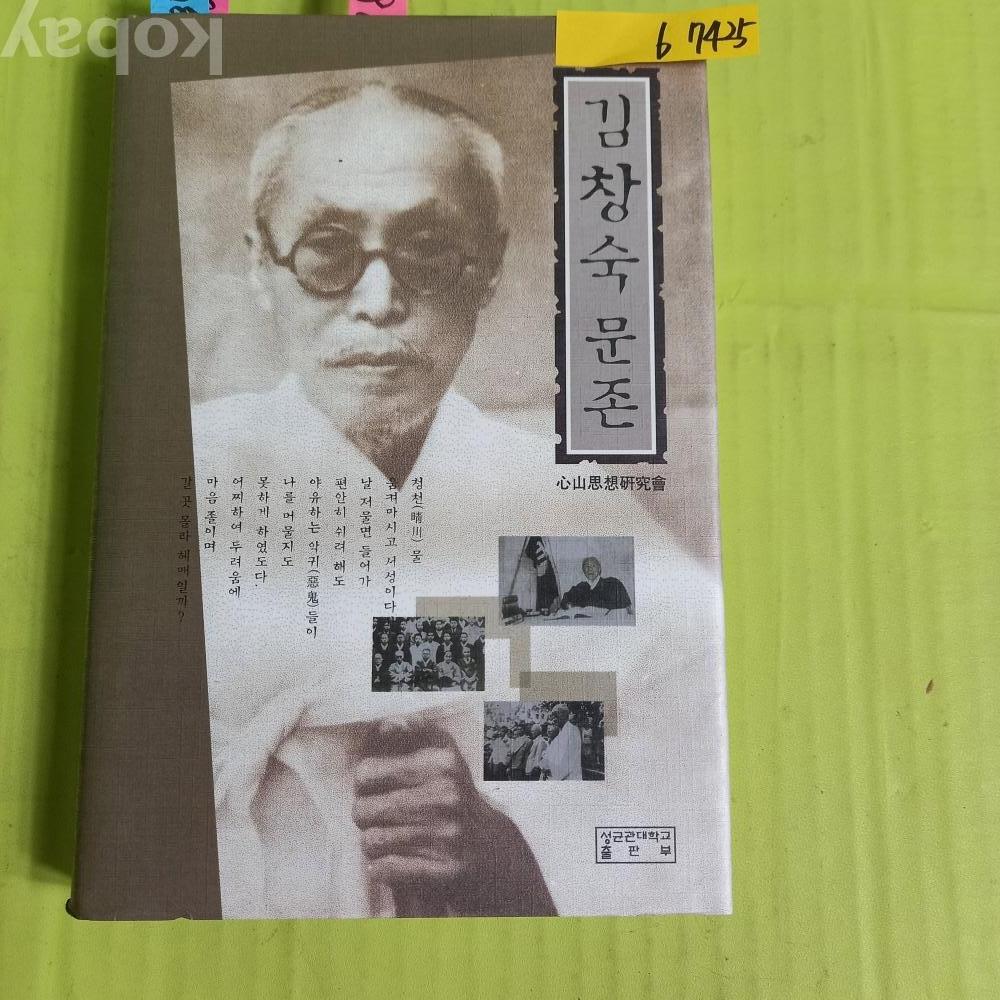 kobay
6 7425
김창숙 문존
心山思想硏究會
청천(晴川) 물
움켜마시고 서성이다
날 저물면 들어가
편안히 쉬려 해도
야유하는 악귀(惡鬼)들이
나를 머물지도
못하게 하였도다.
어찌하여 두려움에
마음 졸이며
갈 곳 몰라 헤매일까?
성균관대학교
출판부